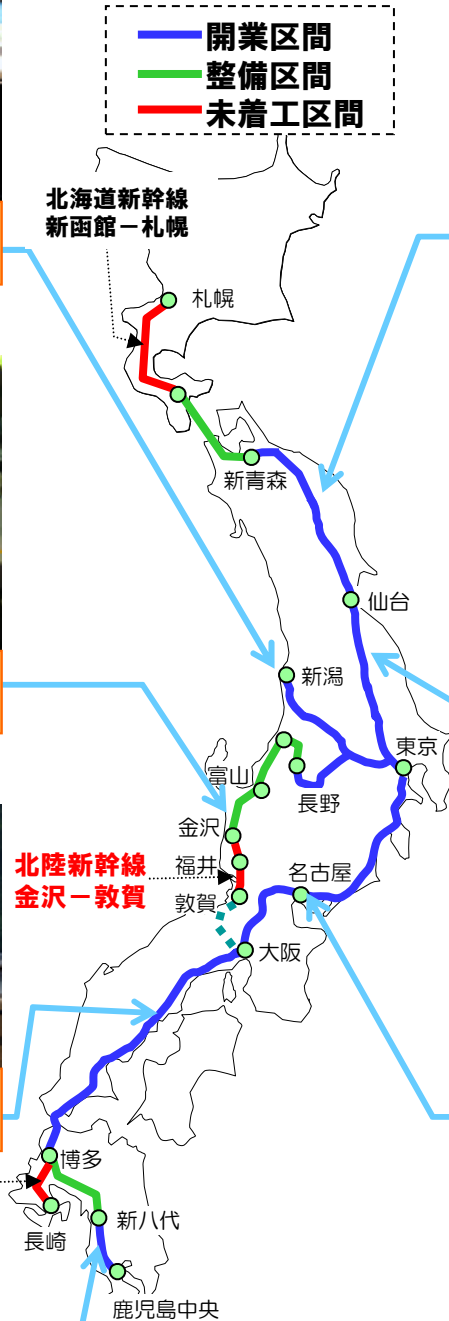 開業区間
整備区間
未着工区間
北海道新幹線
新函館－札幌
札幌
新青森
仙台
新潟
東京
富山
長野
金沢
北陸新幹線
金沢－敦賀
福井
名古屋
敦賀
大阪
博多
新八代
長崎
鹿児島中央